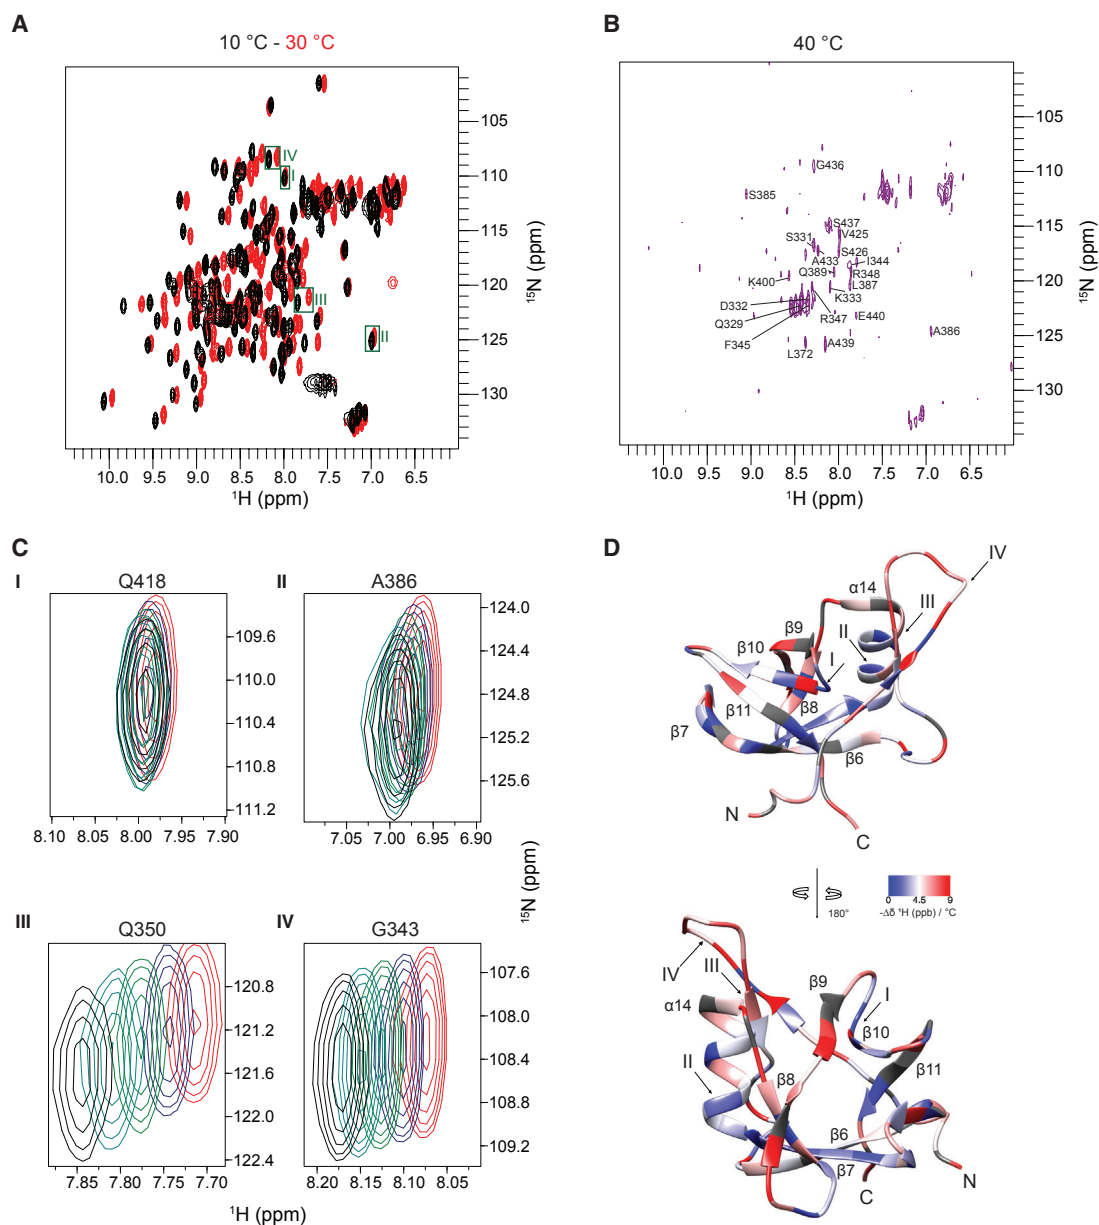 A
10 °C - 30 °C
IV
I
III
II
105
110
115
120
125
130
15N (ppm)
10.0 9.5 9.0 8.5 8.0 7.5 7.0 6.5
1H (ppm)
B
40 °C
G436
S385
S437
V425
S331
S426
A433
I344
Q389
R348
K400
L387
D332
K333
Q329
R347
E440
F345
A386
L372
A439
105
110
115
120
125
130
15N (ppm)
10.0 9.5 9.0 8.5 8.0 7.5 7.0 6.5
1H (ppm)
C
I
Q418
109.6
110.0
110.4
110.8
111.2
8.10 8.05 8.00 7.95 7.90
II
A386
124.0
124.4
124.8
125.2
125.6
7.05 7.00 6.95 6.90
15N (ppm)
III
Q350
120.8
121.2
121.6
122.0
122.4
7.85 7.80 7.75 7.70
IV
G343
107.6
108.0
108.4
108.8
109.2
8.20 8.15 8.10 8.05
1H (ppm)
D
IV
α14
III
β9
II
β10
I
β11
β8
β7
β6
N
C
180°
0 4.5 9
-Δδ 1H (ppb) / °C
IV
III
β9
I
α14
β10
II
β11
β8
β6
β7
C
N